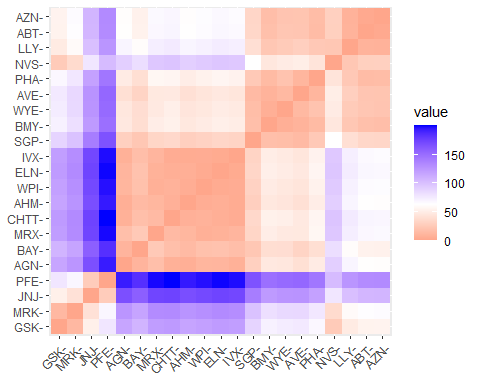 AZN-
ABT-
LLY-
NVS-
PHA-
AVE-
WYE-
BMY-
SGP-
IVX-
ELN-
WPI-
AHM-
CHTT-
MRX-
BAY-
AGN-
PFE-
JNJ-
MRK-
GSK-
GSK- MRK- JNJ- PFE- AGN- BAY- MRX- CHTT- AHM- WPI- ELN- IVX- SGP- BMY- WYE- AVE- PHA- NVS- LLY- ABT- AZN-
value
150
100
50
0